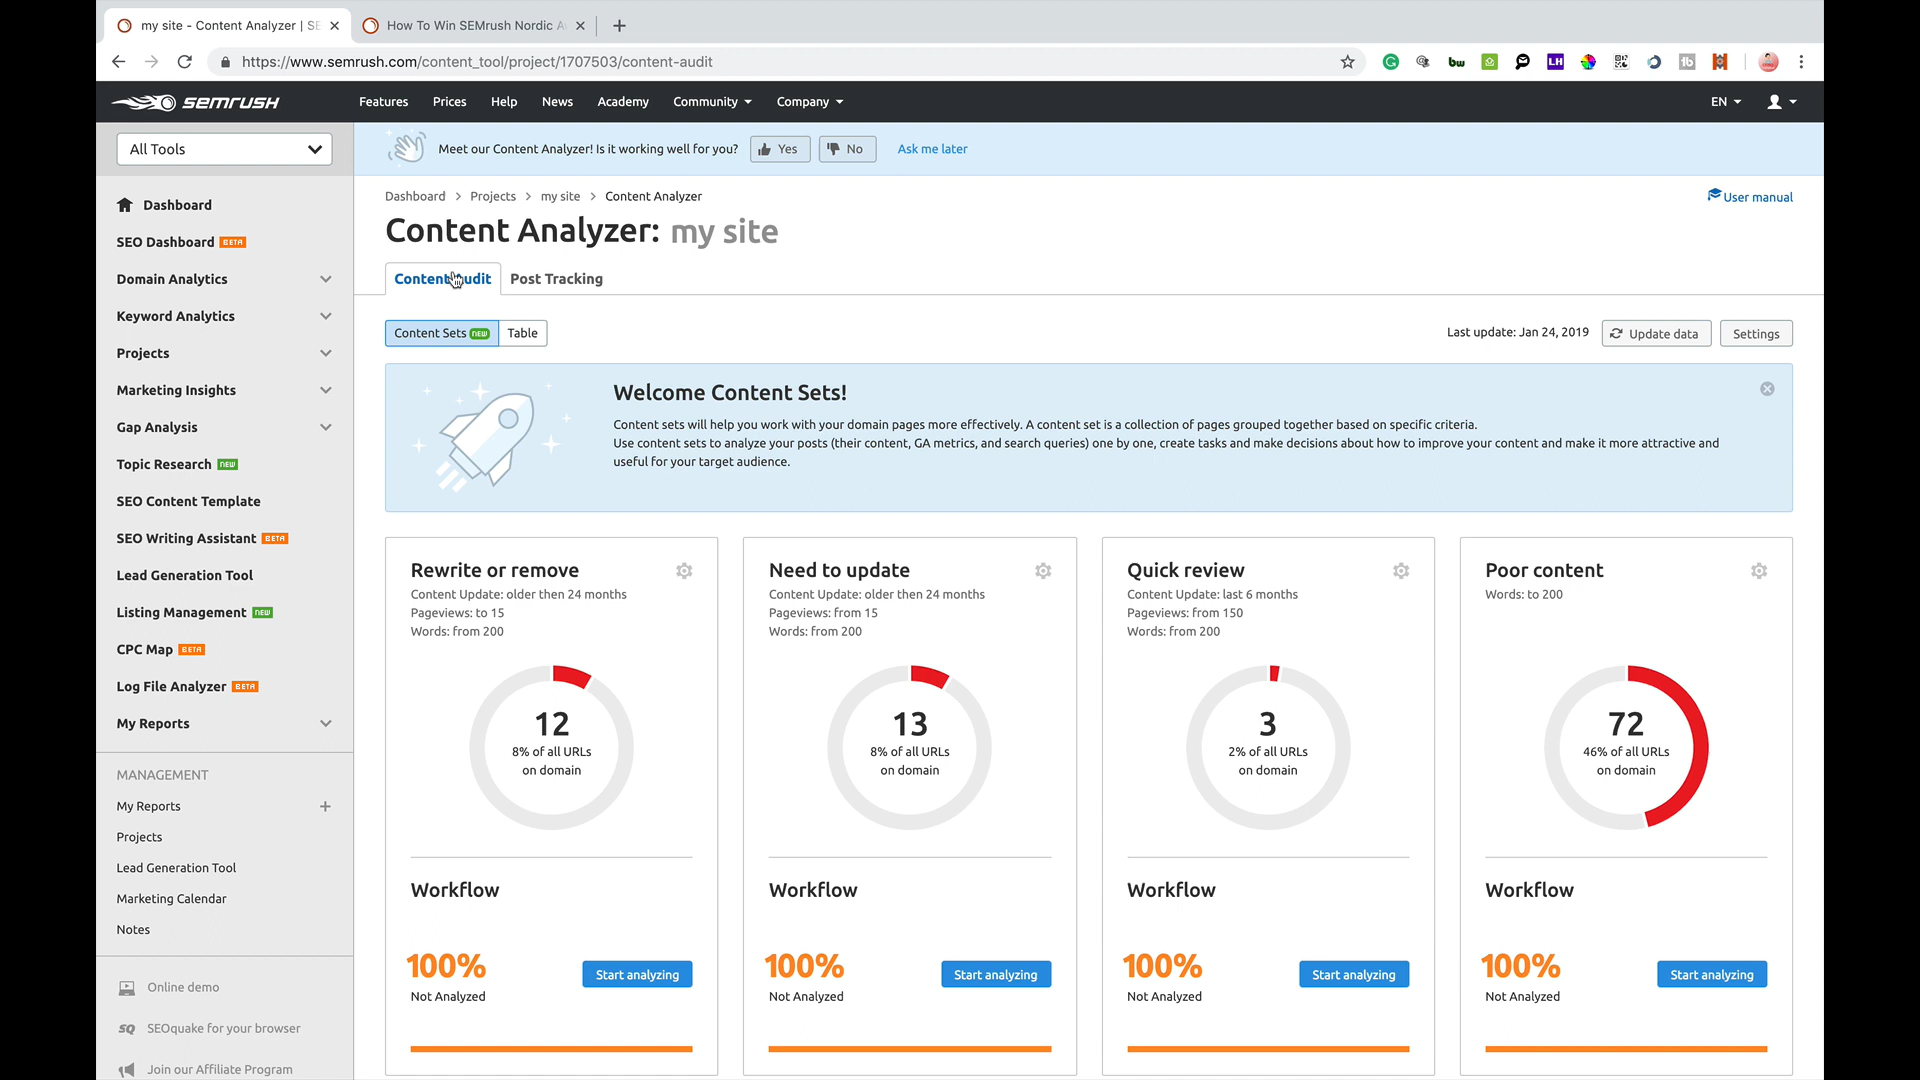 my site - Content Analyzer | SE
How To Win SEMrush Nordic A
https://www.semrush.com/content_tool/project/1707503/content-audit
SEMRUSH
Features
Prices
Help
News
Academy
Community
Company
EN
All Tools
Meet our Content Analyzer! Is it working well for you?
Yes
No
Ask me later
Dashboard
SEO Dashboard BETA
Domain Analytics
Keyword Analytics
Projects
Marketing Insights
Gap Analysis
Topic Research NEW
SEO Content Template
SEO Writing Assistant BETA
Lead Generation Tool
Listing Management NEW
CPC Map BETA
Log File Analyzer BETA
My Reports
MANAGEMENT
My Reports
Projects
Lead Generation Tool
Marketing Calendar
Notes
Online demo
SQ SEOquake for your browser
Join our Affiliate Program
Dashboard > Projects > my site > Content Analyzer
User manual
Content Analyzer: my site
Content Audit
Post Tracking
Content Sets NEW
Table
Last update: Jan 24, 2019
Update data
Settings
Welcome Content Sets!
Content sets will help you work with your domain pages more effectively. A content set is a collection of pages grouped together based on specific criteria.
Use content sets to analyze your posts (their content, GA metrics, and search queries) one by one, create tasks and make decisions about how to improve your content and make it more attractive and
useful for your target audience.
Rewrite or remove
Content Update: older then 24 months
Pageviews: to 15
Words: from 200
12
8% of all URLs
on domain
Workflow
100%
Not Analyzed
Start analyzing
Need to update
Content Update: older then 24 months
Pageviews: from 15
Words: from 200
13
8% of all URLs
on domain
Workflow
100%
Not Analyzed
Start analyzing
Quick review
Content Update: last 6 months
Pageviews: from 150
Words: from 200
3
2% of all URLs
on domain
Workflow
100%
Not Analyzed
Start analyzing
Poor content
Words: to 200
72
46% of all URLs
on domain
Workflow
100%
Not Analyzed
Start analyzing